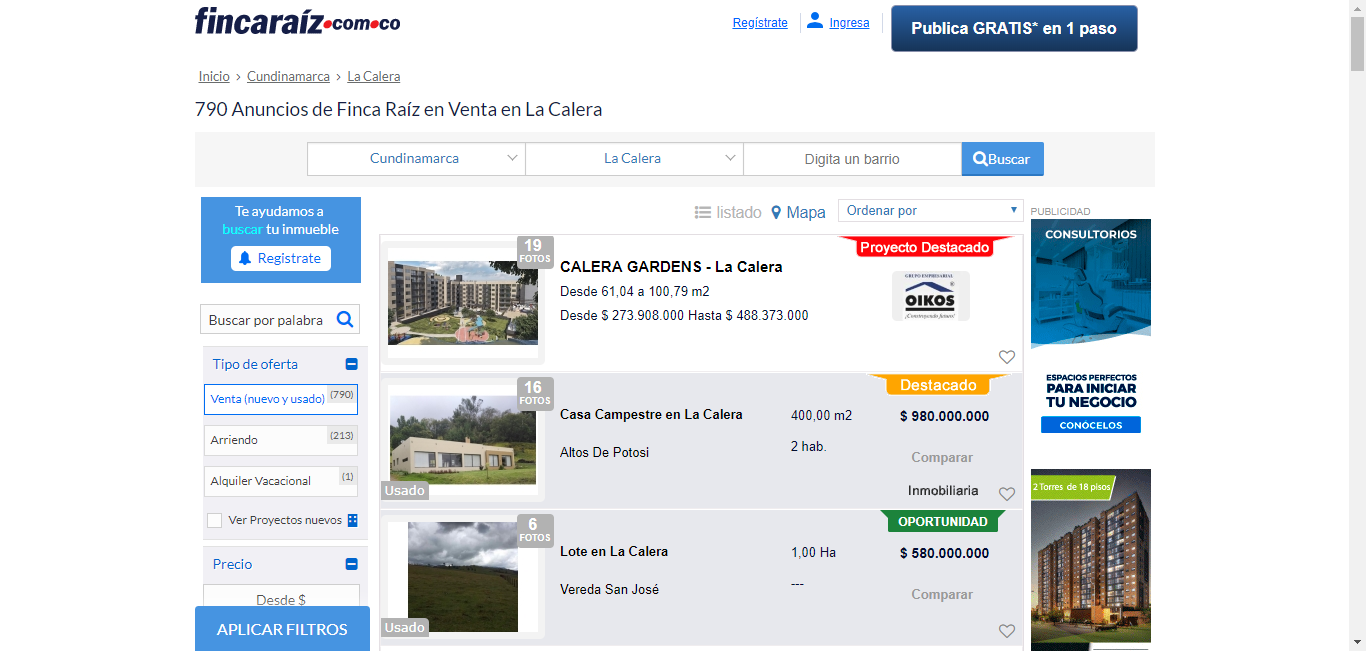 fincaraíz•com•co
Regístrate
Ingresa
Publica GRATIS* en 1 paso
Inicio › Cundinamarca › La Calera
790 Anuncios de Finca Raíz en Venta en La Calera
Cundinamarca
La Calera
Digita un barrio
Buscar
Te ayudamos a
buscar tu inmueble
Registrate
listado
Mapa
Ordenar por
PUBLICIDAD
Buscar por palabra
Tipo de oferta
Venta (nuevo y usado) (790)
Arriendo (213)
Alquiler Vacacional (1)
Ver Proyectos nuevos
Precio
Desde $
APLICAR FILTROS
19
FOTOS
CALERA GARDENS - La Calera
Desde 61,04 a 100,79 m2
Desde $ 273.908.000 Hasta $ 488.373.000
Proyecto Destacado
GRUPO EMPRESARIAL
OIKOS
¡Construyendo futuro!
16
FOTOS
Usado
Casa Campestre en La Calera
Altos De Potosi
400,00 m2
2 hab.
Destacado
$ 980.000.000
Comparar
Inmobiliaria
6
FOTOS
Usado
Lote en La Calera
Vereda San José
1,00 Ha
---
OPORTUNIDAD
$ 580.000.000
Comparar
CONSULTORIOS
ESPACIOS PERFECTOS
PARA INICIAR
TU NEGOCIO
CONÓCELOS
2 Torres de 18 pisos